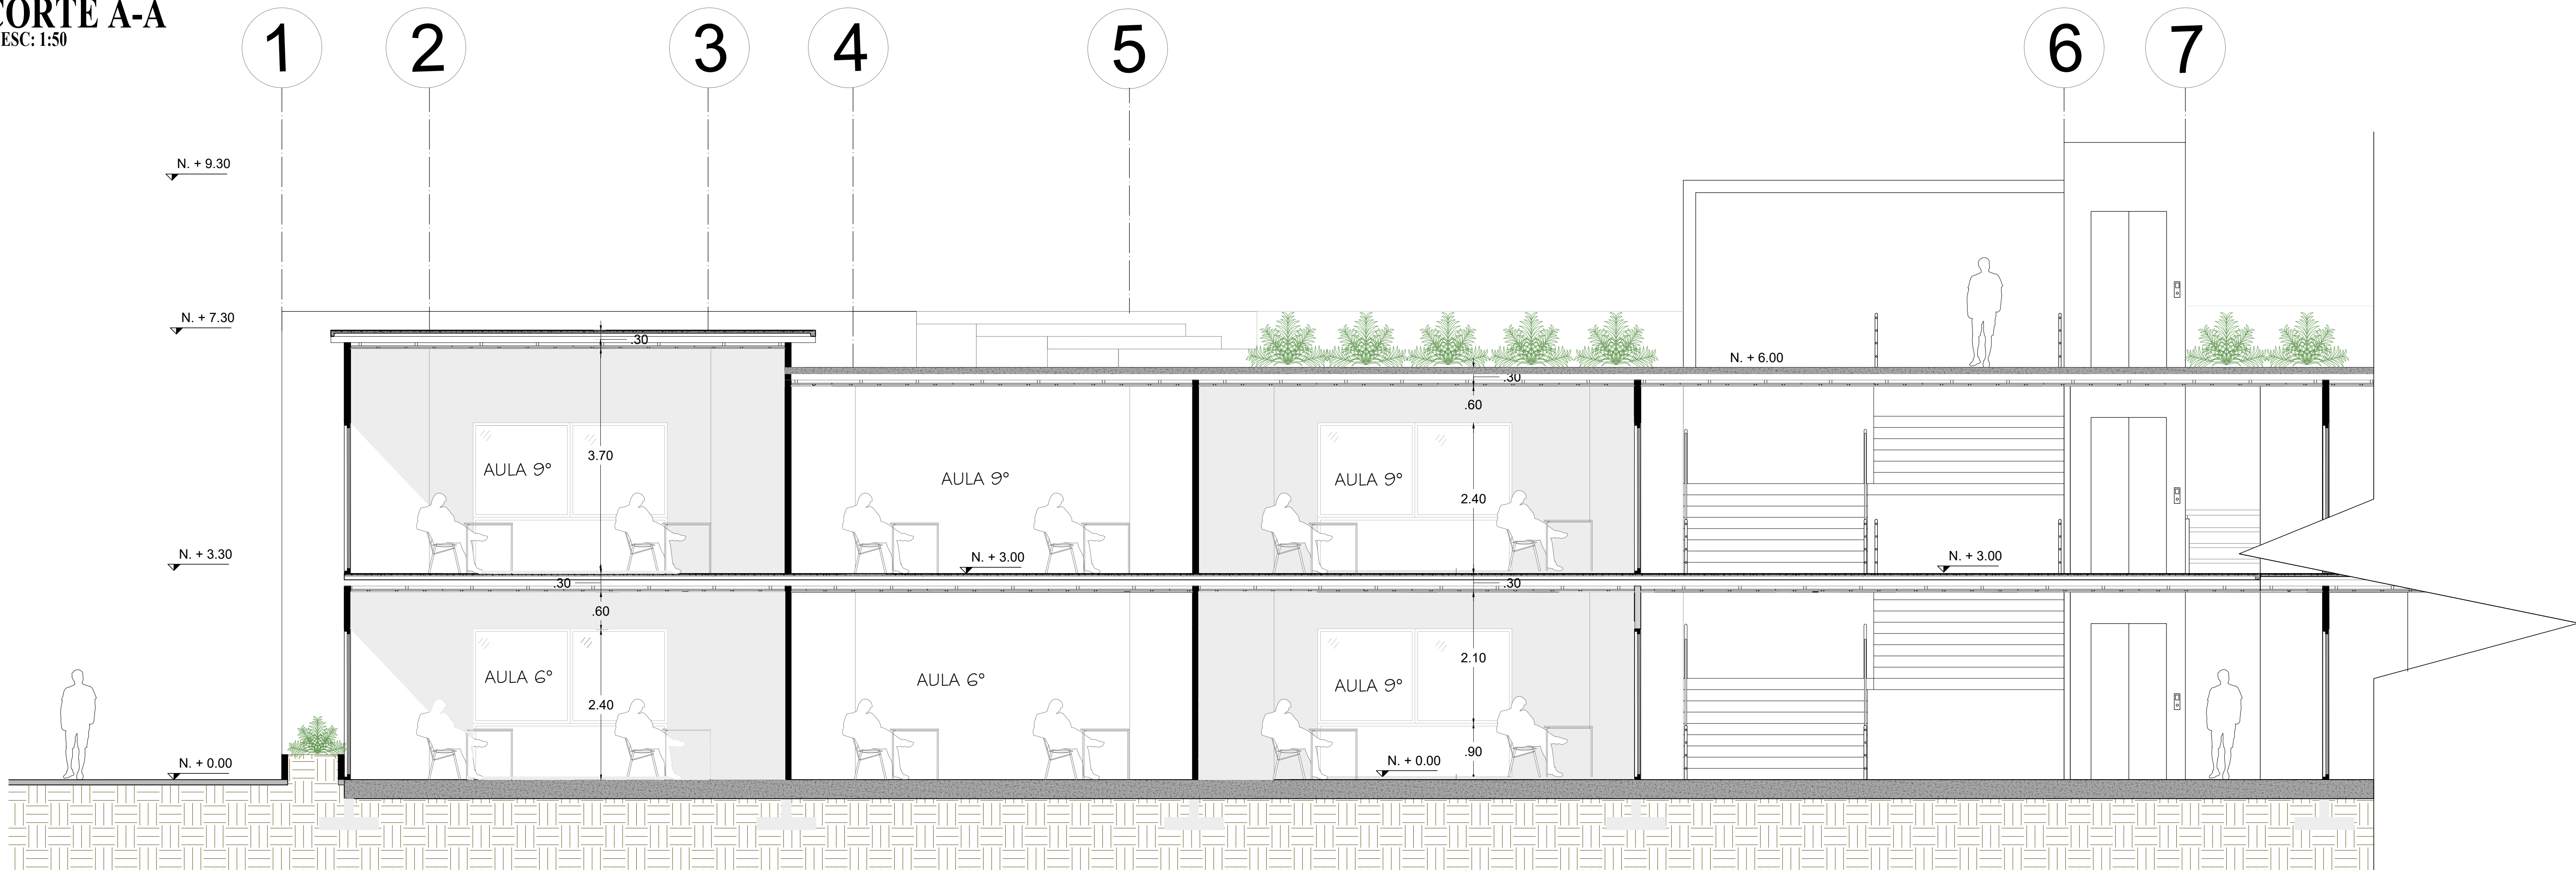 CORTE A-A
ESC: 1:50
1
2
3
4
5
6
7
N. + 9.30
N. + 7.30
.30
N. + 6.00
.30
.60
3.70
AULA 9°
AULA 9°
AULA 9°
2.40
N. + 3.30
N. + 3.00
N. + 3.00
.30
.30
.60
2.10
AULA 6°
AULA 6°
AULA 9°
2.40
.90
N. + 0.00
N. + 0.00